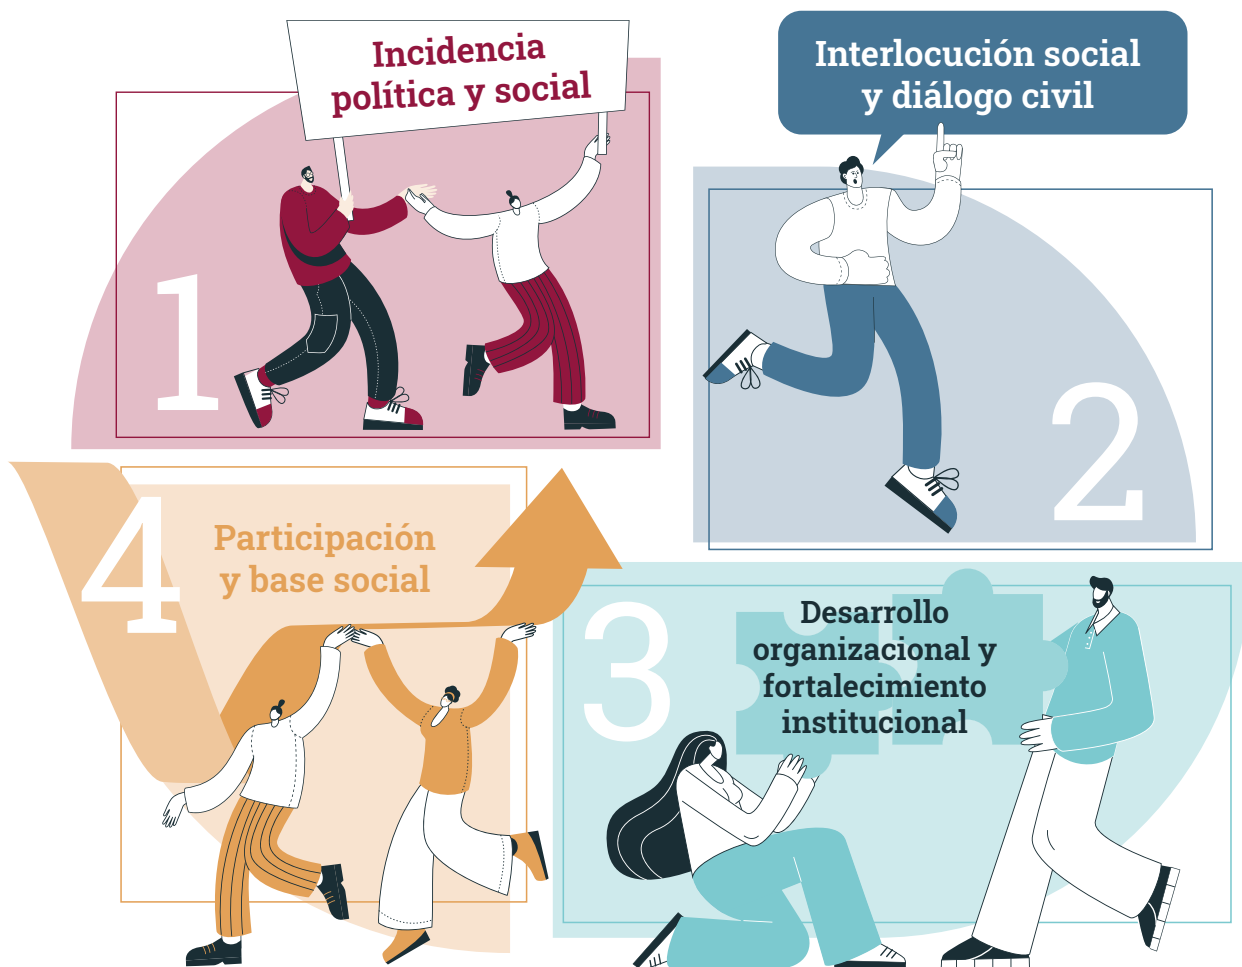 Incidencia
política y social
1
Interlocución social
y diálogo civil
2
4
Participación
y base social
3
Desarrollo
organizacional y
fortalecimiento
institucional